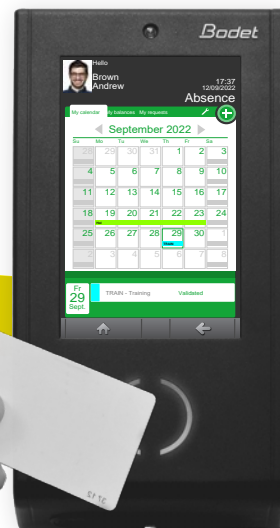 Bodet
Hello
Brown
Andrew
17:37
12/09/2022
Absence
My calendar My balances My requests
September 2022
Su Mo Tu We Th Fr Sa
28 29 30 31 1 2 3
4 5 6 7 8 9 10
11 12 13 14 15 16 17
18 19 20 21 22 23 24
25 26 27 28 29 30 1
2 3 4 5 6 7 8
Fr
29
Sept.
TRAIN - Training Validated